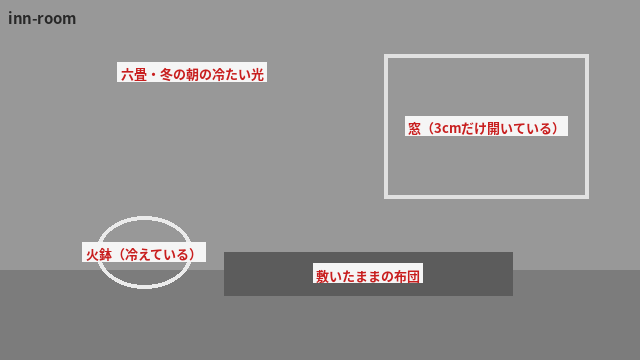 inn-room
六畳・冬の朝の冷たい光
窓（3cmだけ開いている）
火鉢（冷えている）
敷いたままの布団